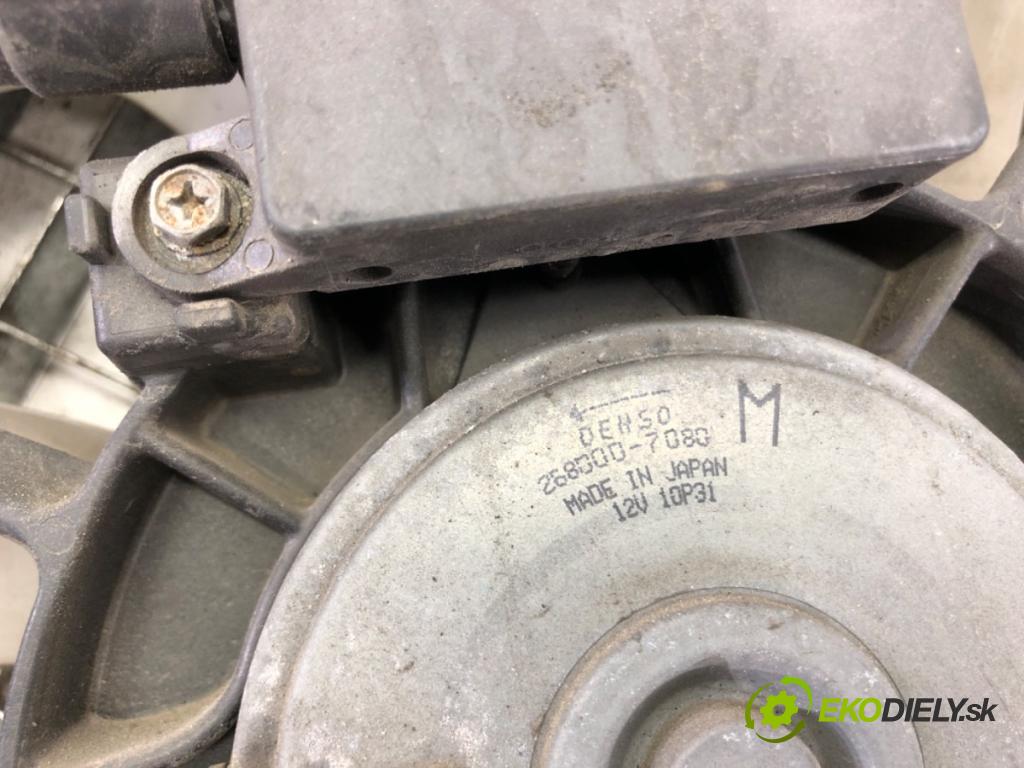 DENSO
268000-7080
M
MADE IN JAPAN
12V 10P31
EKODIELY.sk